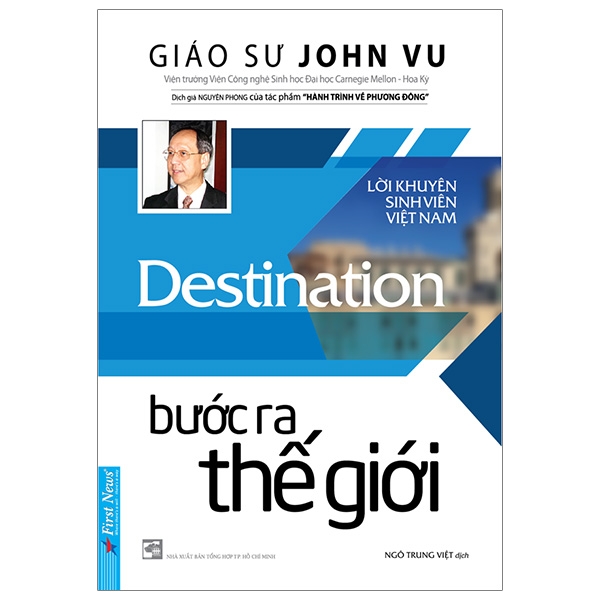 GIÁO SƯ JOHN VU
Viện trưởng Viện Công nghệ Sinh học Đại học Carnegie Mellon - Hoa Kỳ
Dịch giả NGUYÊN PHONG của tác phẩm “HÀNH TRÌNH VỀ PHƯƠNG ĐÔNG”
LỜI KHUYÊN
SINH VIÊN
VIỆT NAM
Destination
bước ra
thế giới
First News
NHÀ XUẤT BẢN TỔNG HỢP TP. HỒ CHÍ MINH
NGÔ TRUNG VIỆT dịch